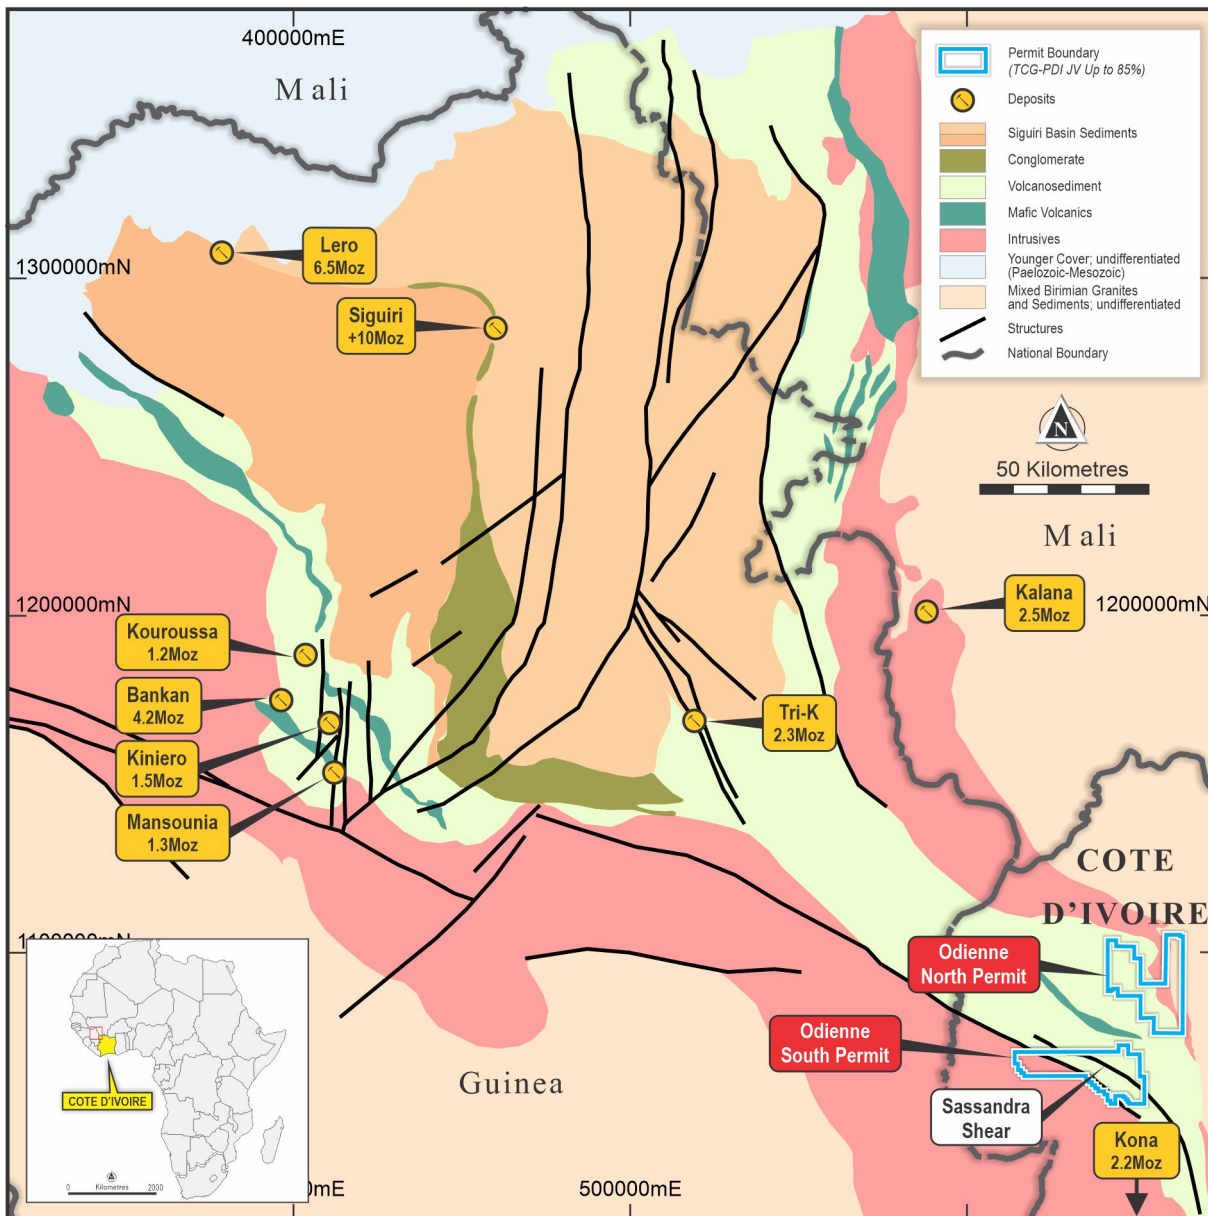 400000mE
Mali
Permit Boundary
(TCG-PDI JV Up to 85%)
Deposits
Siguiri Basin Sediments
Conglomerate
Volcanosediment
Mafic Volcanics
Intrusives
Younger Cover; undifferentiated
(Paelozoic-Mesozoic)
Mixed Birimian Granites
and Sediments; undifferentiated
Structures
National Boundary
1300000mN
Lero
6.5Moz
Siguiri
+10Moz
N
50 Kilometres
Mali
1200000mN
Kalana
2.5Moz
1200000mN
Kouroussa
1.2Moz
Bankan
4.2Moz
Kiniero
1.5Moz
Mansounia
1.3Moz
Tri-K
2.3Moz
COTE
D'IVOIRE
Odienne
North Permit
Odienne
South Permit
Sassandra
Shear
Guinea
Kona
2.2Moz
COTE D'IVOIRE
Kilometres
0 2000
500000mE